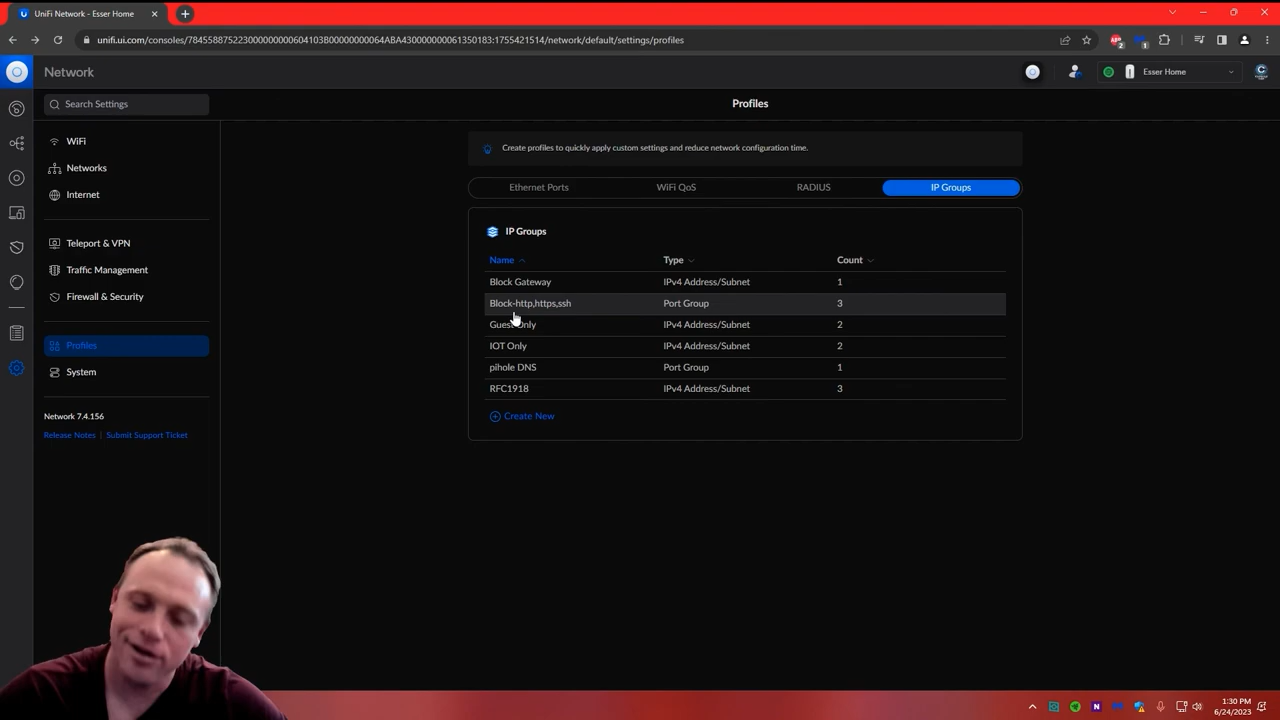 UniFi Network - Esser Home
unifi.ui.com/consoles/78455887522300000000604103B00000000064ABA43000000000061350183:1755421514/network/default/settings/profiles
Network
Esser Home
Search Settings
Profiles
WiFi
Networks
Internet
Teleport & VPN
Traffic Management
Firewall & Security
Profiles
System
Network 7.4.156
Release Notes | Submit Support Ticket
Create profiles to quickly apply custom settings and reduce network configuration time.
Ethernet Ports WiFi QoS RADIUS IP Groups
IP Groups
Name Type Count
Block Gateway IPv4 Address/Subnet 1
Block-http,https,ssh Port Group 3
Guest Only IPv4 Address/Subnet 2
IOT Only IPv4 Address/Subnet 2
pihole DNS Port Group 1
RFC1918 IPv4 Address/Subnet 3
Create New
1:30 PM
6/24/2023